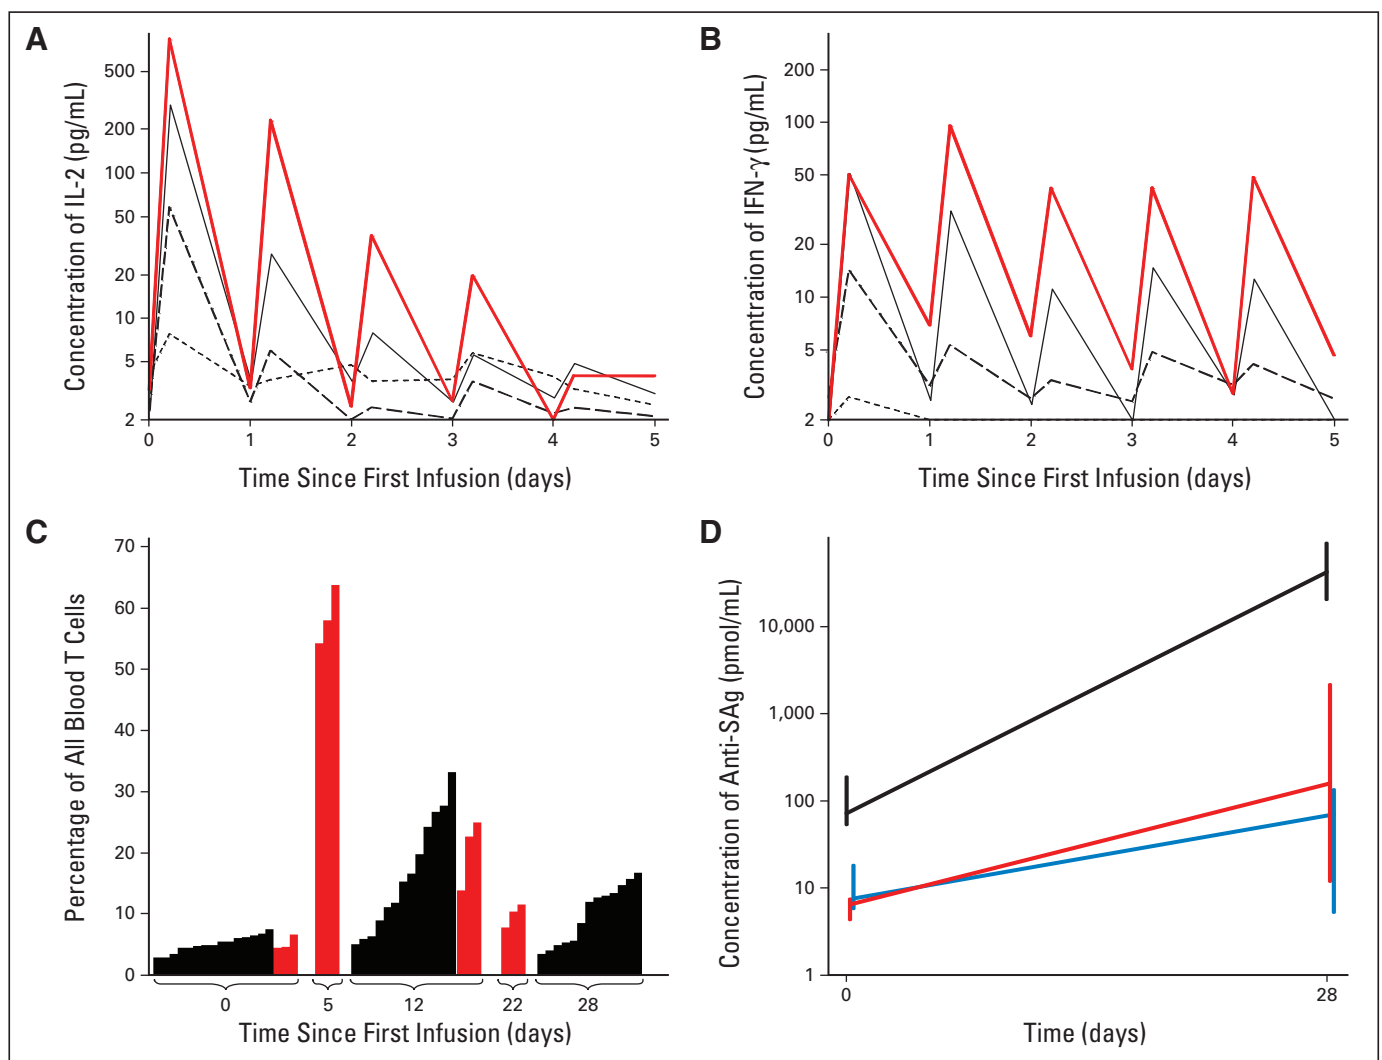 A
Concentration of IL-2 (pg/mL)
500
200
100
50
20
10
5
2
0 1 2 3 4 5
Time Since First Infusion (days)
B
Concentration of IFN-γ (pg/mL)
200
100
50
20
10
5
2
0 1 2 3 4 5
Time Since First Infusion (days)
C
Percentage of All Blood T Cells
70
60
50
40
30
20
10
0
0 5 12 22 28
Time Since First Infusion (days)
D
Concentration of Anti-SAg (pmol/mL)
10,000
1,000
100
10
1
0 28
Time (days)